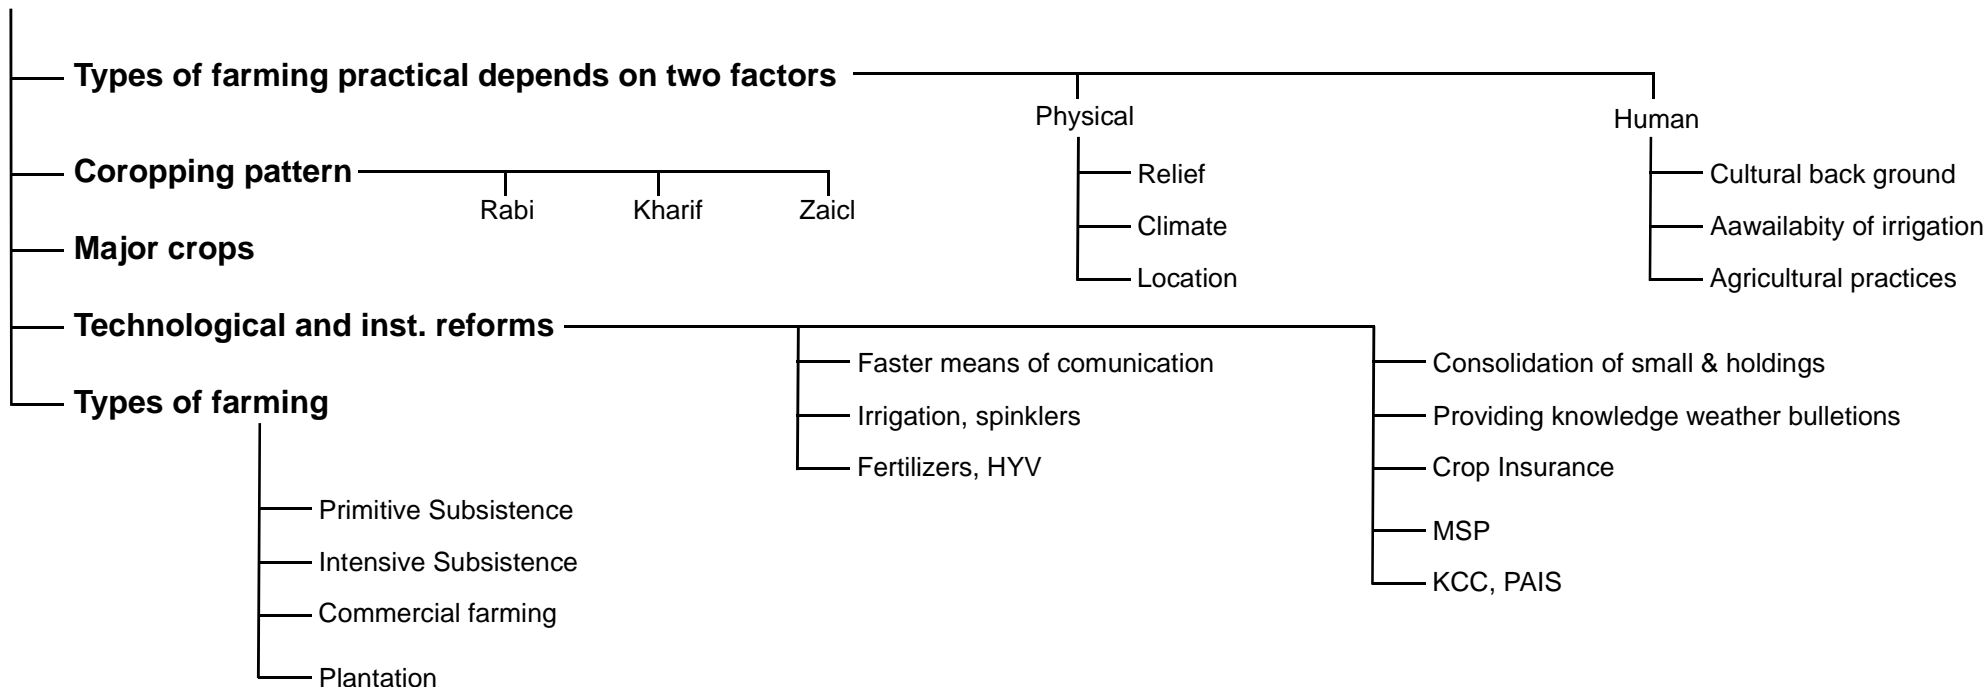 Types of farming practical depends on two factors
Physical
Relief
Climate
Location
Human
Cultural back ground
Aawailabity of irrigation
Agricultural practices
Coropping pattern
Rabi
Kharif
Zaicl
Major crops
Technological and inst. reforms
Faster means of comunication
Irrigation, spinklers
Fertilizers, HYV
Consolidation of small & holdings
Providing knowledge weather bulletions
Crop Insurance
MSP
KCC, PAIS
Types of farming
Primitive Subsistence
Intensive Subsistence
Commercial farming
Plantation